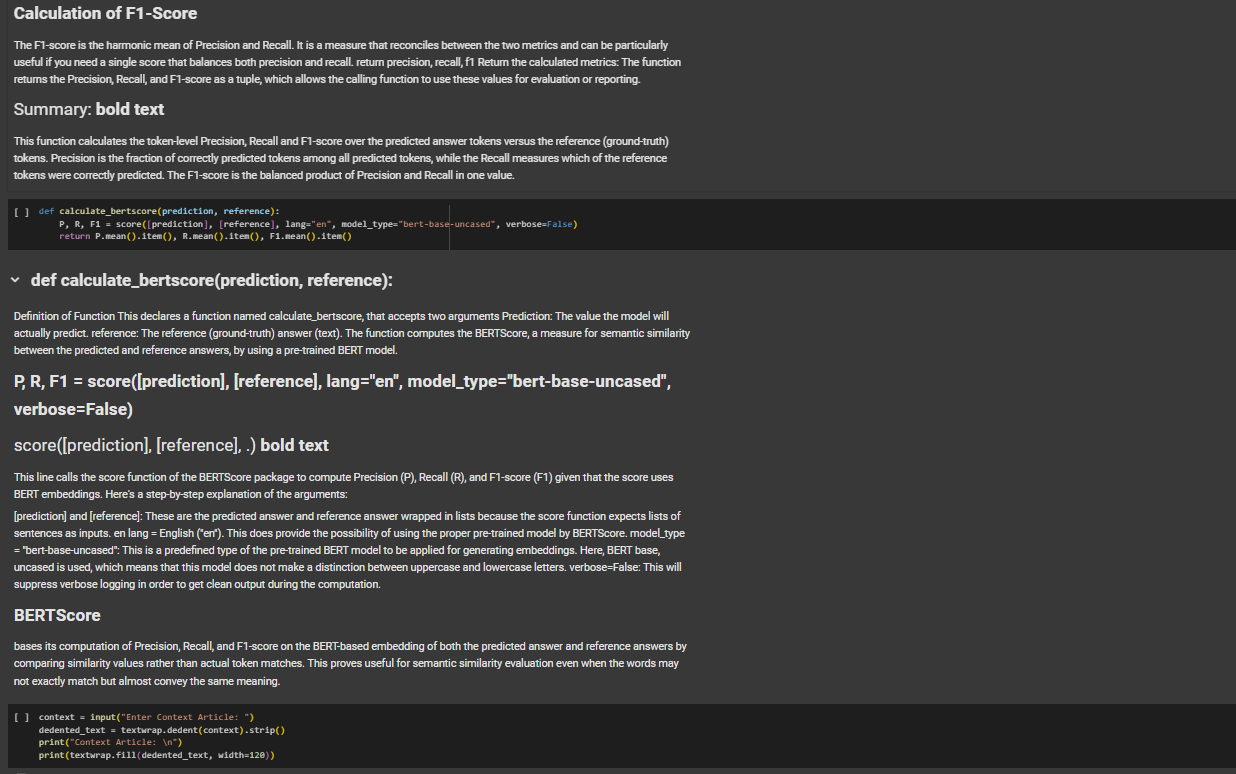 Calculation of F1-Score
The F1-score is the harmonic mean of Precision and Recall. It is a measure that reconciles between the two metrics and can be particularly
useful if you need a single score that balances both precision and recall. return precision, recall, f1 Return the calculated metrics: The function
returns the Precision, Recall, and F1-score as a tuple, which allows the calling function to use these values for evaluation or reporting.
Summary: bold text
This function calculates the token-level Precision, Recall and F1-score over the predicted answer tokens versus the reference (ground-truth)
tokens. Precision is the fraction of correctly predicted tokens among all predicted tokens, while the Recall measures which of the reference
tokens were correctly predicted. The F1-score is the balanced product of Precision and Recall in one value.
[ ] def calculate_bertscore(prediction, reference):
P, R, F1 = score([prediction], [reference], lang="en", model_type="bert-base-uncased", verbose=False)
return P.mean().item(), R.mean().item(), F1.mean().item()
def calculate_bertscore(prediction, reference):
Definition of Function This declares a function named calculate_bertscore, that accepts two arguments Prediction: The value the model will
actually predict. reference: The reference (ground-truth) answer (text). The function computes the BERTScore, a measure for semantic similarity
between the predicted and reference answers, by using a pre-trained BERT model.
P, R, F1 = score([prediction], [reference], lang="en", model_type="bert-base-uncased",
verbose=False)
score([prediction], [reference], .) bold text
This line calls the score function of the BERTScore package to compute Precision (P), Recall (R), and F1-score (F1) given that the score uses
BERT embeddings. Here's a step-by-step explanation of the arguments:
[prediction] and [reference]: These are the predicted answer and reference answer wrapped in lists because the score function expects lists of
sentences as inputs. en lang = English ("en"). This does provide the possibility of using the proper pre-trained model by BERTScore. model_type
= "bert-base-uncased": This is a predefined type of the pre-trained BERT model to be applied for generating embeddings. Here, BERT base,
uncased is used, which means that this model does not make a distinction between uppercase and lowercase letters. verbose=False: This will
suppress verbose logging in order to get clean output during the computation.
BERTScore
bases its computation of Precision, Recall, and F1-score on the BERT-based embedding of both the predicted answer and reference answers by
comparing similarity values rather than actual token matches. This proves useful for semantic similarity evaluation even when the words may
not exactly match but almost convey the same meaning.
[ ] context = input("Enter Context Article: ")
dedented_text = textwrap.dedent(context).strip()
print("Context Article: \n")
print(textwrap.fill(dedented_text, width=120))